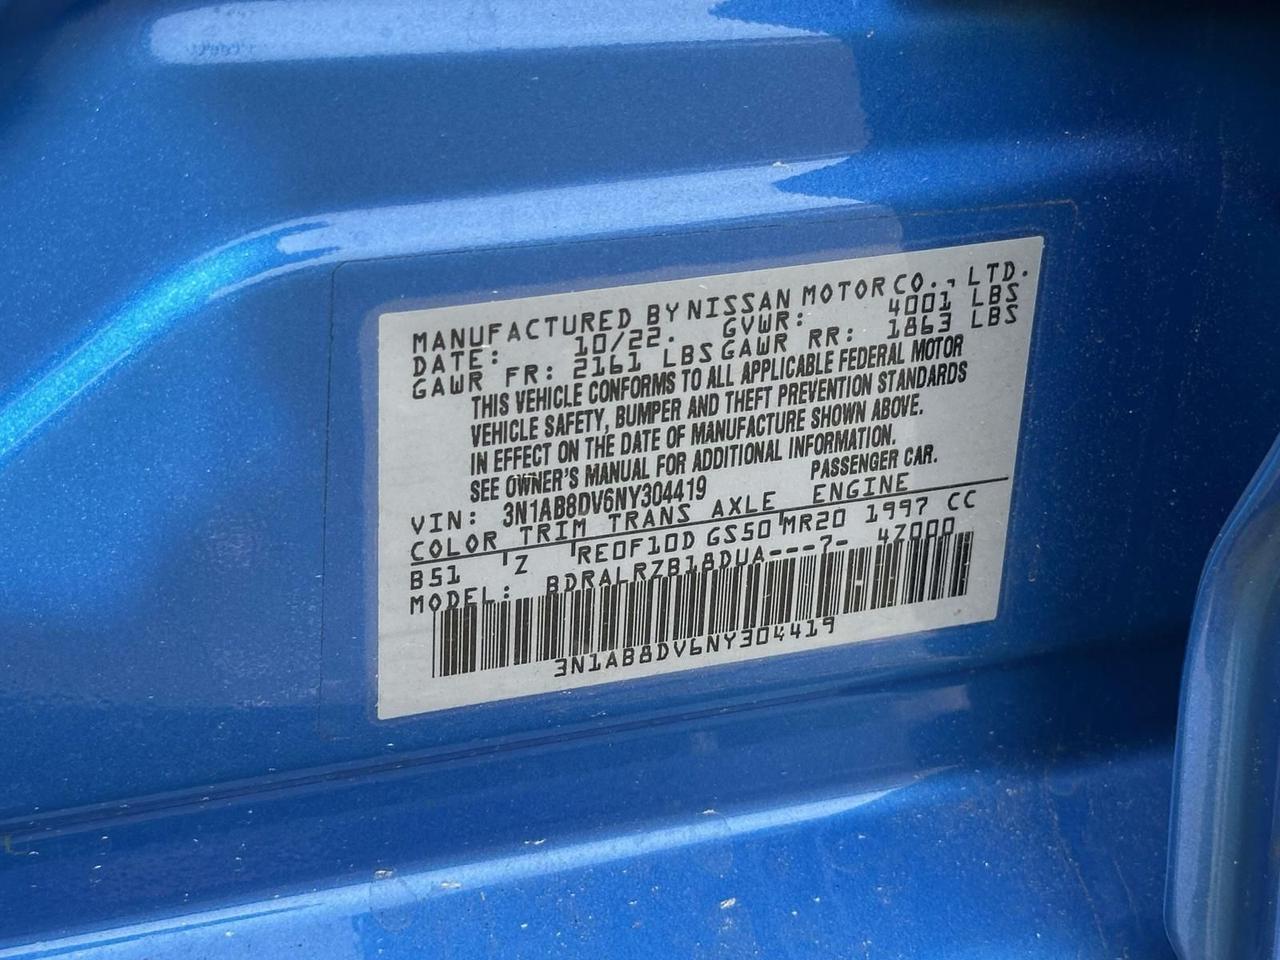 MANUFACTURED BY NISSAN MOTOR CO., LTD.
DATE: 10/22. GVWR: 4001 LBS
GAWR FR: 2161 LBS GAWR RR: 1863 LBS
THIS VEHICLE CONFORMS TO ALL APPLICABLE FEDERAL MOTOR
VEHICLE SAFETY, BUMPER AND THEFT PREVENTION STANDARDS
IN EFFECT ON THE DATE OF MANUFACTURE SHOWN ABOVE.
SEE OWNER'S MANUAL FOR ADDITIONAL INFORMATION.
VIN: 3N1AB8DV6NY304419 PASSENGER CAR.
COLOR TRIM TRANS AXLE ENGINE
B51 Z RE0F10D GS50 MR20 1997 CC
MODEL: BDRALRZB18DUA---7- 47000
3N1AB8DV6NY304419